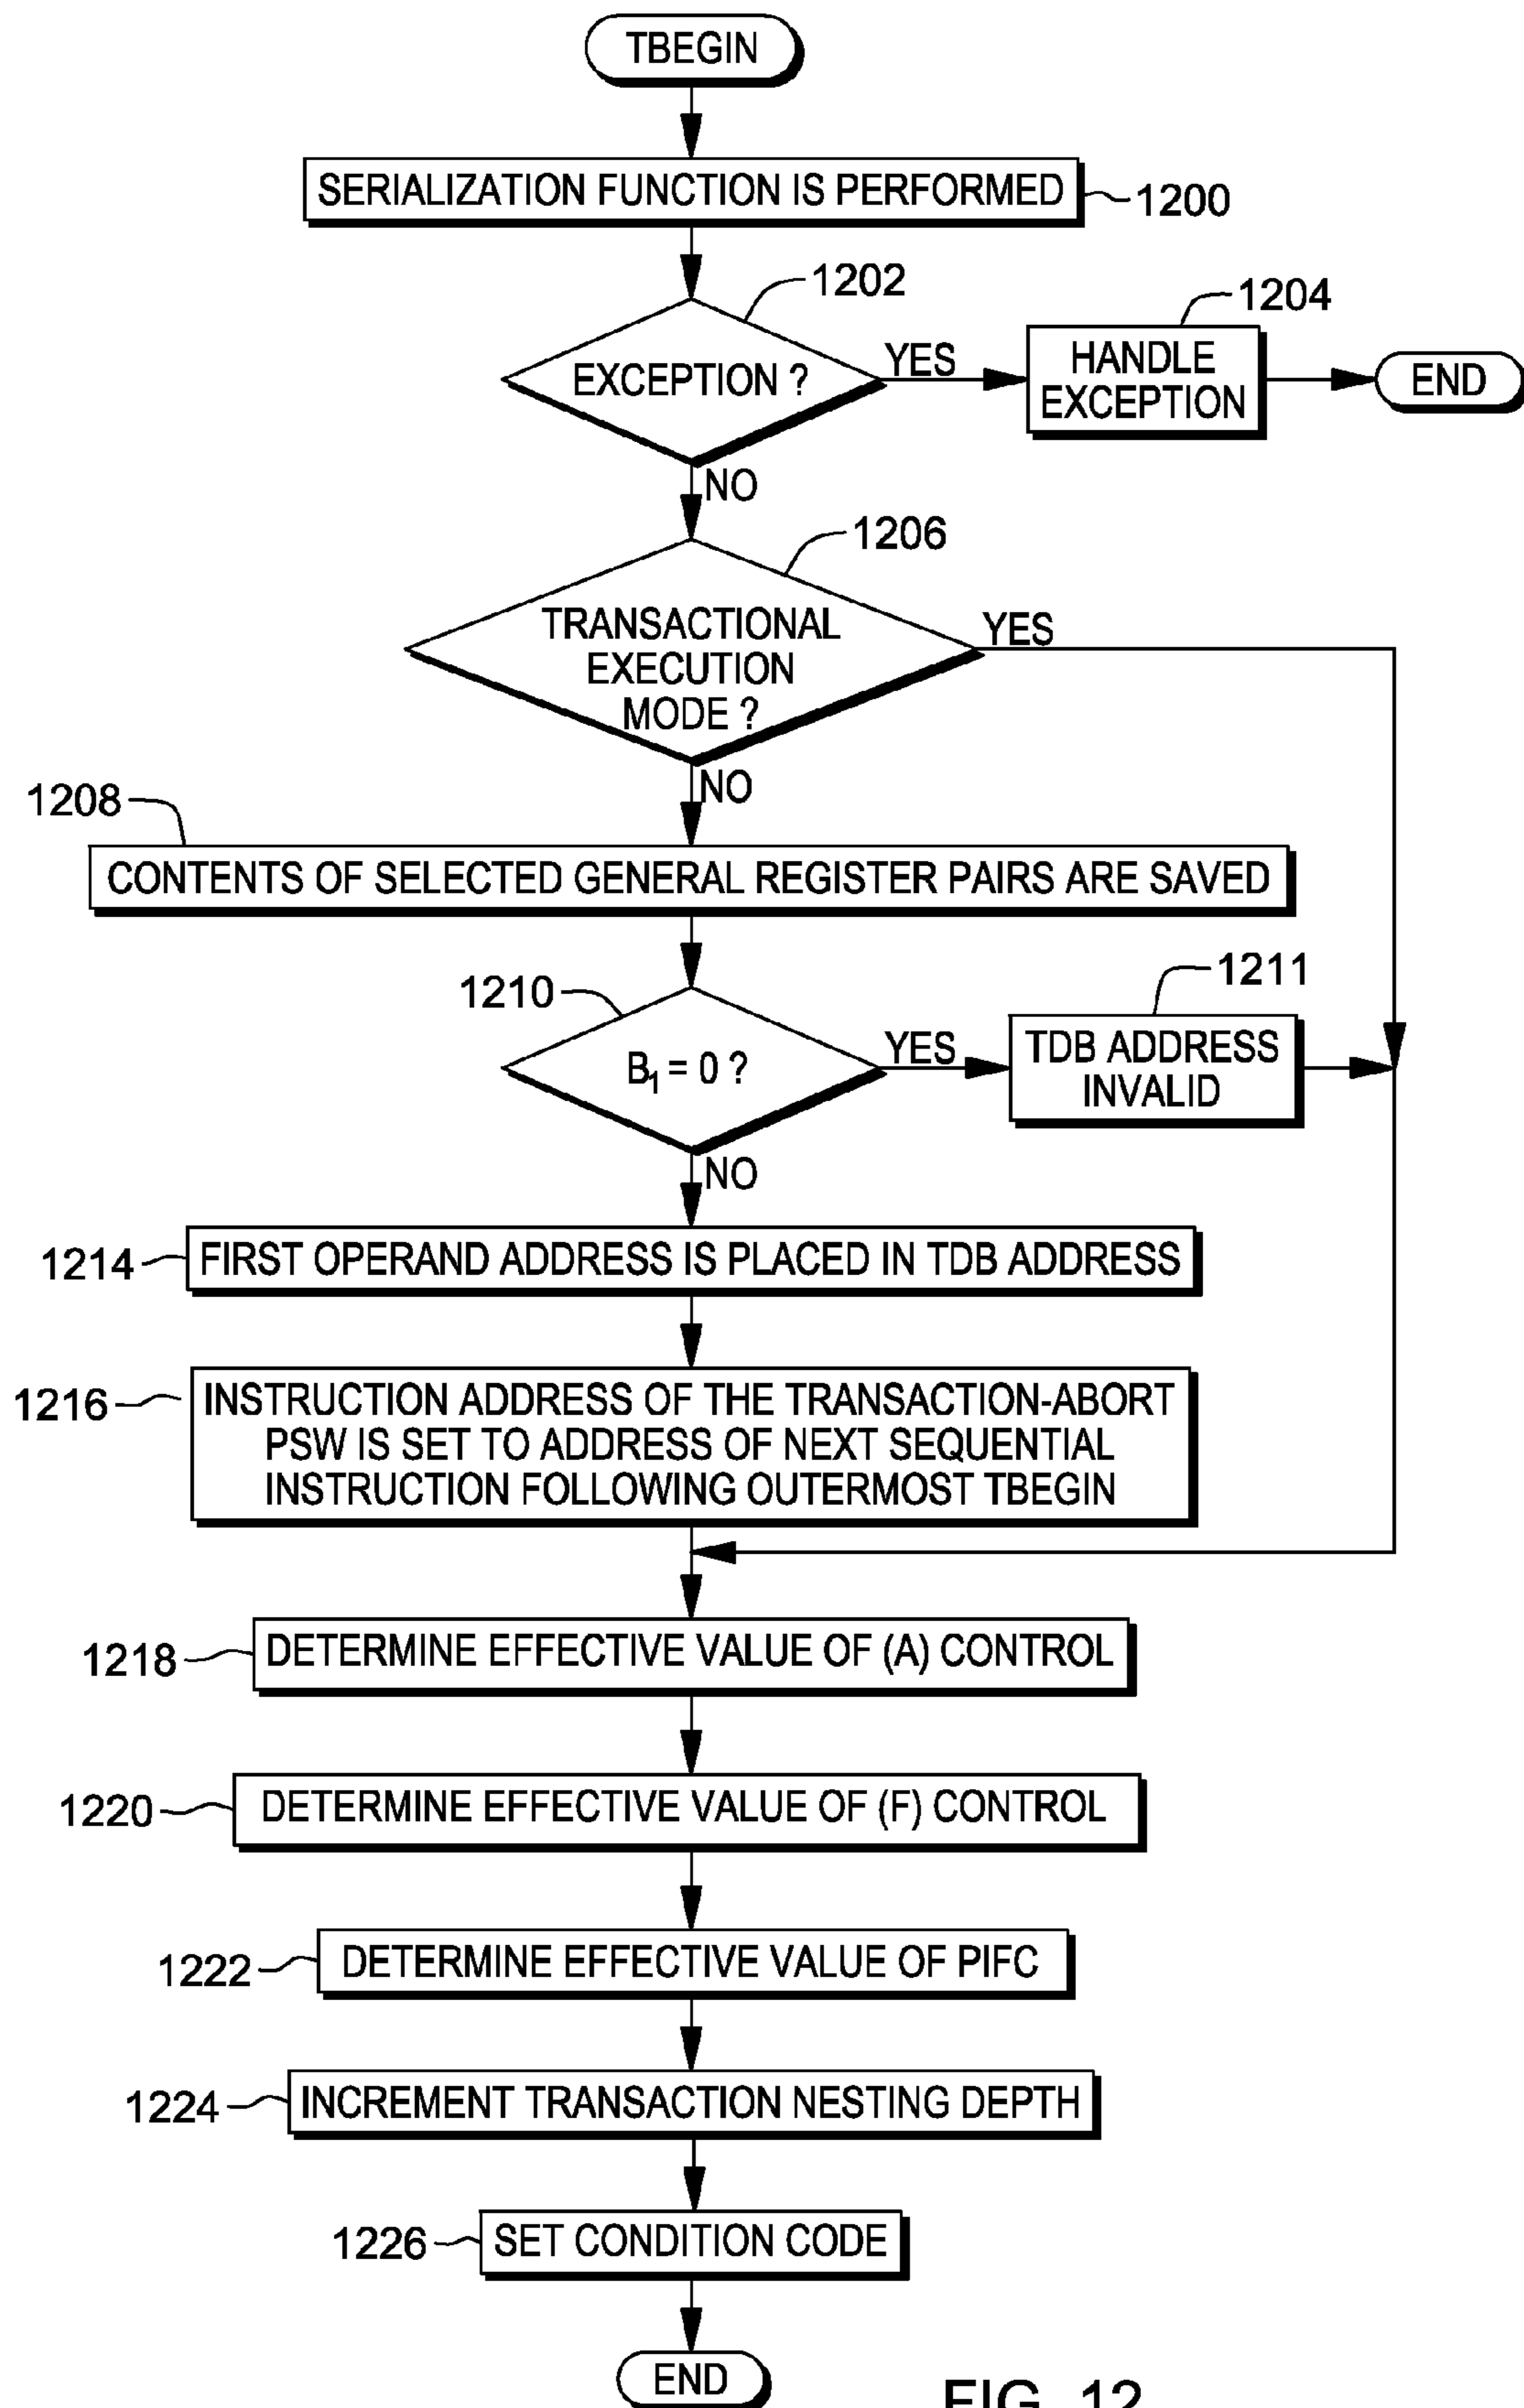 TBEGIN
SERIALIZATION FUNCTION IS PERFORMED
1200
1202
1204
EXCEPTION ?
YES
HANDLE
EXCEPTION
END
NO
1206
TRANSACTIONAL
EXECUTION
MODE ?
YES
NO
1208
CONTENTS OF SELECTED GENERAL REGISTER PAIRS ARE SAVED
1210
1211
B₁ = 0 ?
YES
TDB ADDRESS
INVALID
NO
1214
FIRST OPERAND ADDRESS IS PLACED IN TDB ADDRESS
1216
INSTRUCTION ADDRESS OF THE TRANSACTION-ABORT
PSW IS SET TO ADDRESS OF NEXT SEQUENTIAL
INSTRUCTION FOLLOWING OUTERMOST TBEGIN
1218
DETERMINE EFFECTIVE VALUE OF (A) CONTROL
1220
DETERMINE EFFECTIVE VALUE OF (F) CONTROL
1222
DETERMINE EFFECTIVE VALUE OF PIFC
1224
INCREMENT TRANSACTION NESTING DEPTH
1226
SET CONDITION CODE
END
FIG. 12